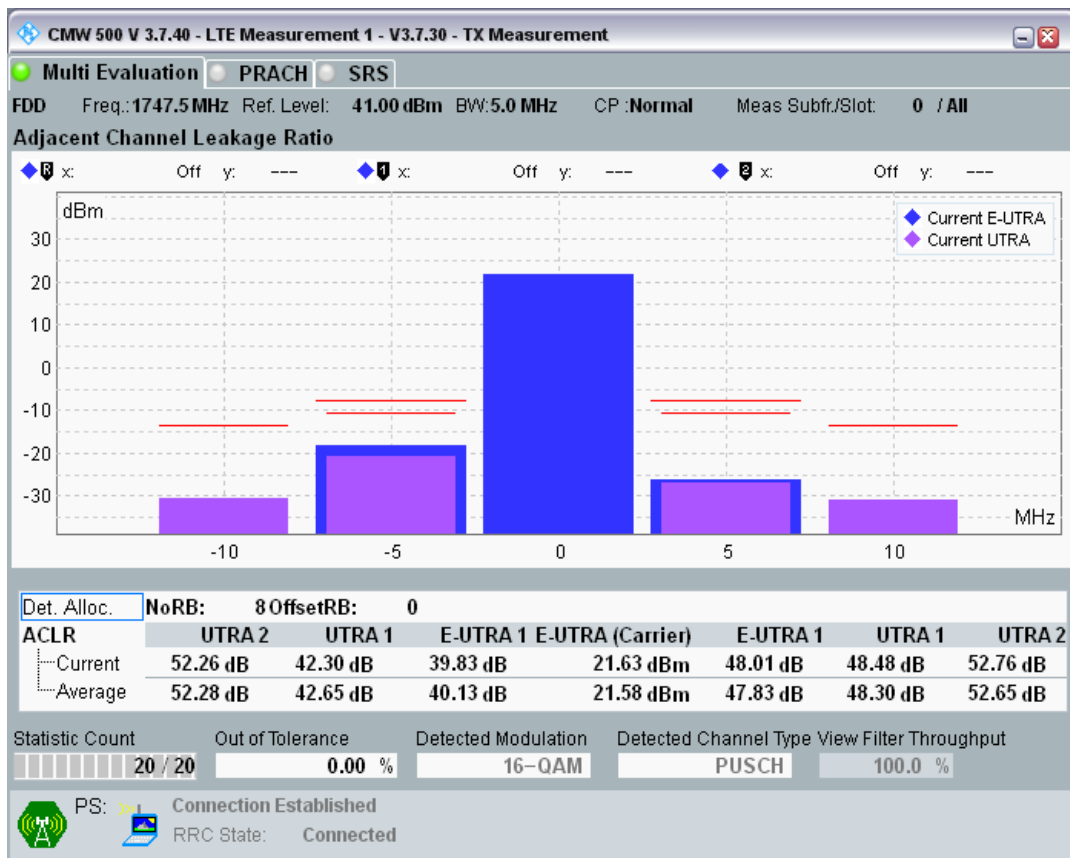 CMW 500 V 3.7.40 - LTE Measurement 1 - V3.7.30 - TX Measurement
Multi Evaluation PRACH SRS
FDD Freq.: 1747.5 MHz Ref. Level: 41.00 dBm BW: 5.0 MHz CP : Normal Meas Subfr./Slot: 0 / All
Adjacent Channel Leakage Ratio
R x: Off y: --- 1 x: Off y: --- 2 x: Off y: ---
dBm
Current E-UTRA
Current UTRA
30
20
10
0
-10
-20
-30
MHz
-10 -5 0 5 10
Det. Alloc. NoRB: 8 OffsetRB: 0
ACLR UTRA 2 UTRA 1 E-UTRA 1 E-UTRA (Carrier) E-UTRA 1 UTRA 1 UTRA 2
Current 52.26 dB 42.30 dB 39.83 dB 21.63 dBm 48.01 dB 48.48 dB 52.76 dB
Average 52.28 dB 42.65 dB 40.13 dB 21.58 dBm 47.83 dB 48.30 dB 52.65 dB
Statistic Count Out of Tolerance Detected Modulation Detected Channel Type View Filter Throughput
20 / 20 0.00 % 16-QAM PUSCH 100.0 %
PS: Connection Established
RRC State: Connected